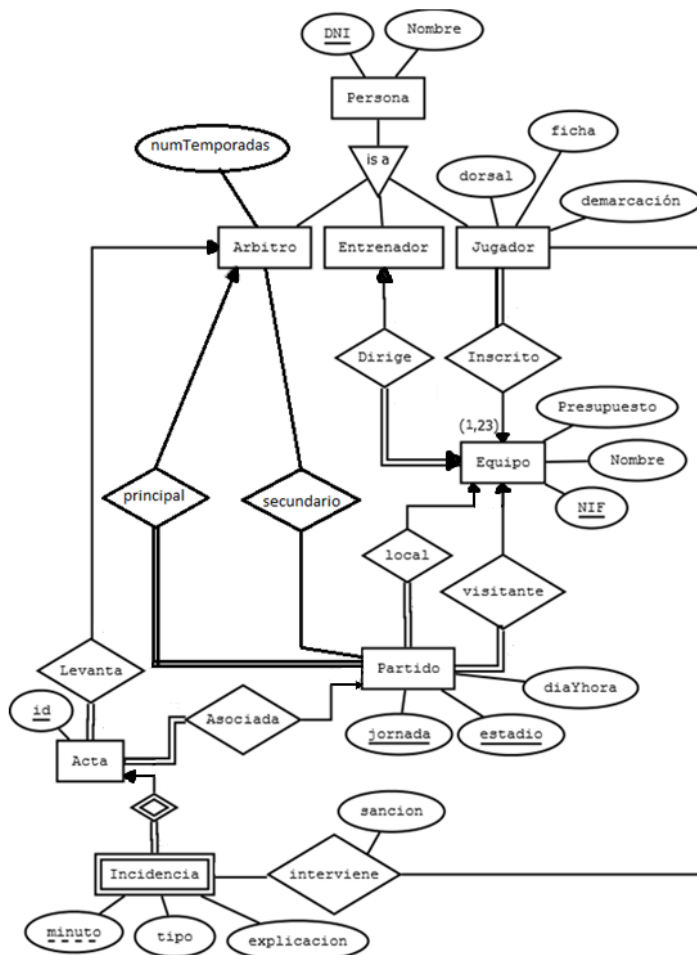 DNI
Nombre
Persona
numTemporadas
is a
ficha
dorsal
demarcación
Arbitro
Entrenador
Jugador
Dirige
Inscrito
(1,23)
Presupuesto
Equipo
Nombre
NIF
principal
secundario
local
visitante
Levanta
Partido
diaYhora
id
Asociada
jornada
estadio
Acta
sancion
Incidencia
interviene
minuto
tipo
explicacion